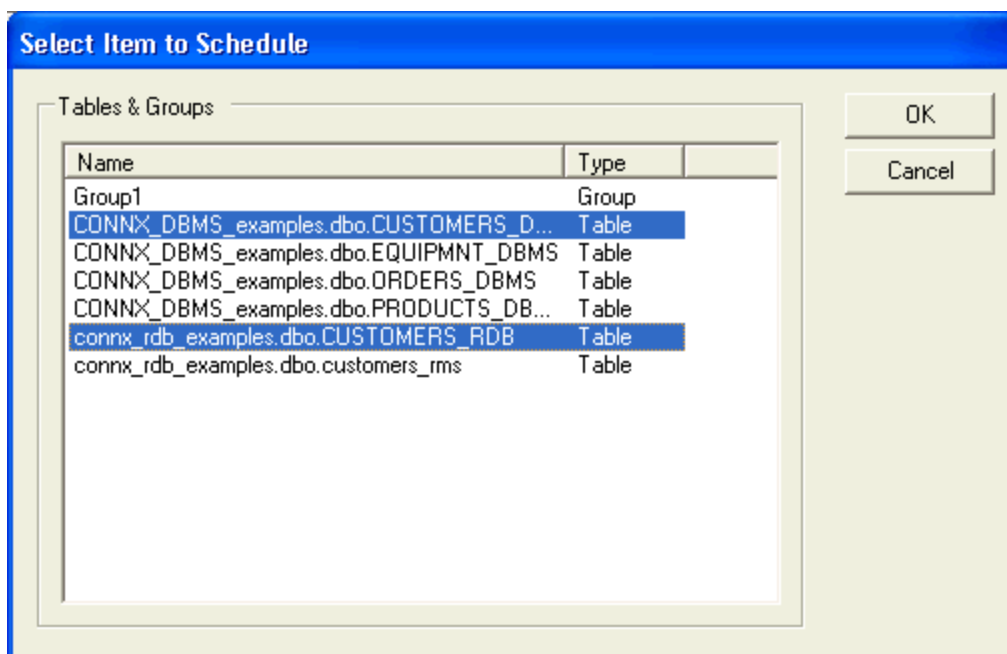 Select Item to Schedule
Tables & Groups
OK
Cancel
Name Type
Group1 Group
CONNX_DBMS_examples.dbo.CUSTOMERS_D... Table
CONNX_DBMS_examples.dbo.EQUIPMNT_DBMS Table
CONNX_DBMS_examples.dbo.ORDERS_DBMS Table
CONNX_DBMS_examples.dbo.PRODUCTS_DB... Table
connx_rdb_examples.dbo.CUSTOMERS_RDB Table
connx_rdb_examples.dbo.customers_rms Table